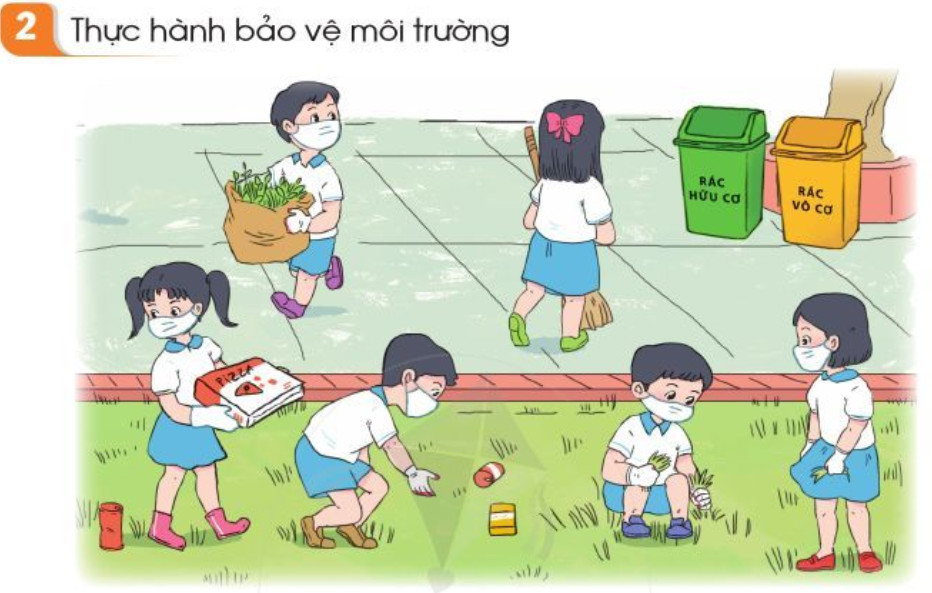 2 Thực hành bảo vệ môi trường
RÁC
HỮU CƠ
RÁC
VÔ CƠ
PIZZA